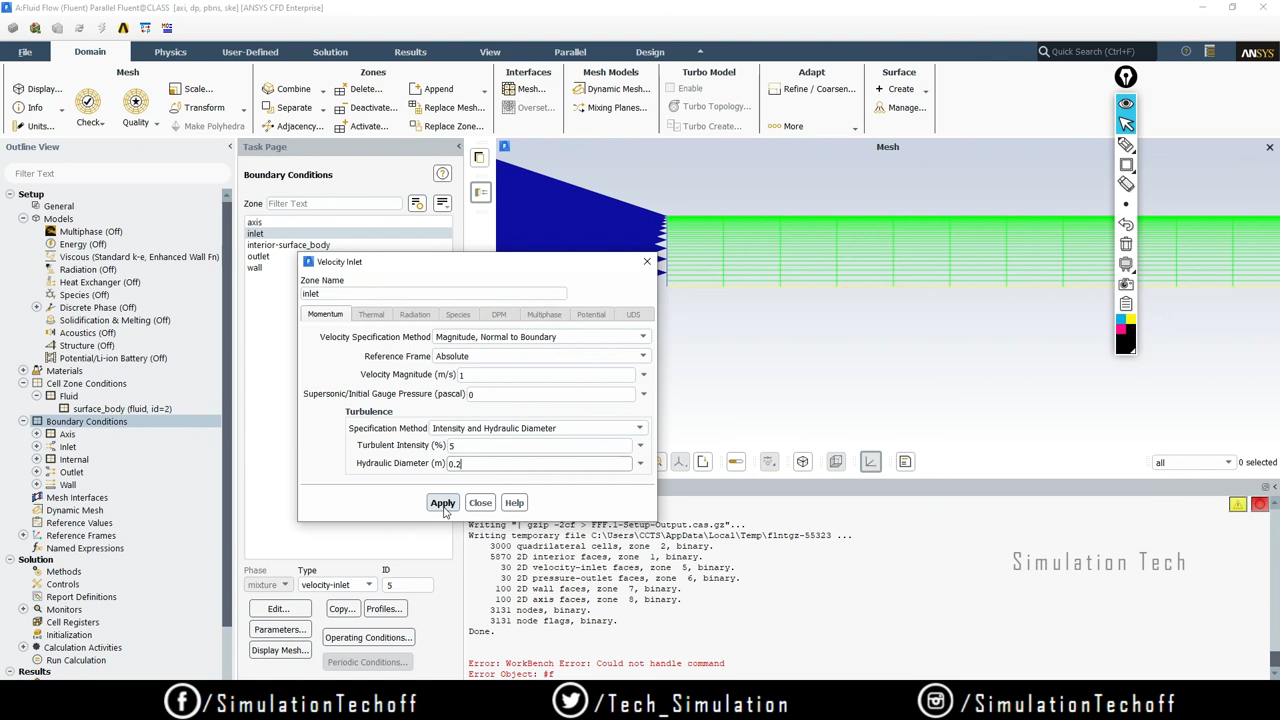 A:Fluid Flow (Fluent) Parallel Fluent@CLASS [axi, dp, pbns, ske] [ANSYS CFD Enterprise]
File
Domain
Physics
User-Defined
Solution
Results
View
Parallel
Design
Quick Search (Ctrl+F)
ANSYS
Mesh
Zones
Interfaces
Mesh Models
Turbo Model
Adapt
Surface
Display...
Info
Units...
Check
Quality
Scale...
Transform
Make Polyhedra
Combine
Separate
Adjacency...
Delete...
Deactivate...
Activate...
Append
Replace Mesh...
Replace Zone...
Mesh...
Overset...
Dynamic Mesh...
Mixing Planes...
Enable
Turbo Topology...
Turbo Create...
Refine / Coarsen...
More
Create
Manage...
Outline View
Filter Text
Setup
General
Models
Multiphase (Off)
Energy (Off)
Viscous (Standard k-e, Enhanced Wall Fn)
Radiation (Off)
Heat Exchanger (Off)
Species (Off)
Discrete Phase (Off)
Solidification & Melting (Off)
Acoustics (Off)
Structure (Off)
Potential/Li-ion Battery (Off)
Materials
Cell Zone Conditions
Fluid
surface_body (fluid, id=2)
Boundary Conditions
Axis
Inlet
Internal
Outlet
Wall
Mesh Interfaces
Dynamic Mesh
Reference Values
Reference Frames
Named Expressions
Solution
Methods
Controls
Report Definitions
Monitors
Cell Registers
Initialization
Calculation Activities
Run Calculation
Results
Task Page
Boundary Conditions
Zone Filter Text
axis
inlet
interior-surface_body
outlet
wall
Phase
Type
ID
mixture
velocity-inlet
5
Edit...
Copy...
Profiles...
Parameters...
Operating Conditions...
Display Mesh...
Periodic Conditions...
Velocity Inlet
Zone Name
inlet
Momentum
Thermal
Radiation
Species
DPM
Multiphase
Potential
UDS
Velocity Specification Method Magnitude, Normal to Boundary
Reference Frame Absolute
Velocity Magnitude (m/s) 1
Supersonic/Initial Gauge Pressure (pascal) 0
Turbulence
Specification Method Intensity and Hydraulic Diameter
Turbulent Intensity (%) 5
Hydraulic Diameter (m) 0.2
Apply
Close
Help
Mesh
all
0 selected
Writing "| gzip -2cf > FFF.1-Setup-Output.cas.gz"...
Writing temporary file C:\Users\CCTS\AppData\Local\Temp\flntgz-55323 ...
3000 quadrilateral cells, zone 2, binary.
5870 2D interior faces, zone 1, binary.
30 2D velocity-inlet faces, zone 5, binary.
30 2D pressure-outlet faces, zone 6, binary.
100 2D wall faces, zone 7, binary.
100 2D axis faces, zone 8, binary.
3131 nodes, binary.
3131 node flags, binary.
Done.
Error: WorkBench Error: Could not handle command
Error Object: #f
Simulation Tech
/SimulationTechoff
/Tech_Simulation
/SimulationTechoff